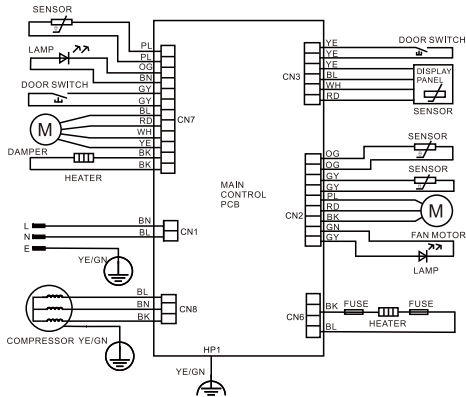 SENSOR
LAMP
DOOR SWITCH
M
DAMPER
HEATER
PL
PL
OG
BN
GY
GY
BL
RD
WH
YE
BK
BK
CN7
L
N
E
BN
BL
CN1
YE/GN
BL
BN
BK
CN8
COMPRESSOR YE/GN
MAIN
CONTROL
PCB
HP1
YE/GN
YE
YE
YE
BL
WH
RD
CN3
DOOR SWITCH
DISPLAY
PANEL
SENSOR
OG
OG
GY
GY
PL
RD
BK
GN
GY
CN2
SENSOR
SENSOR
M
FAN MOTOR
LAMP
CN6
BK
FUSE
FUSE
HEATER
BL